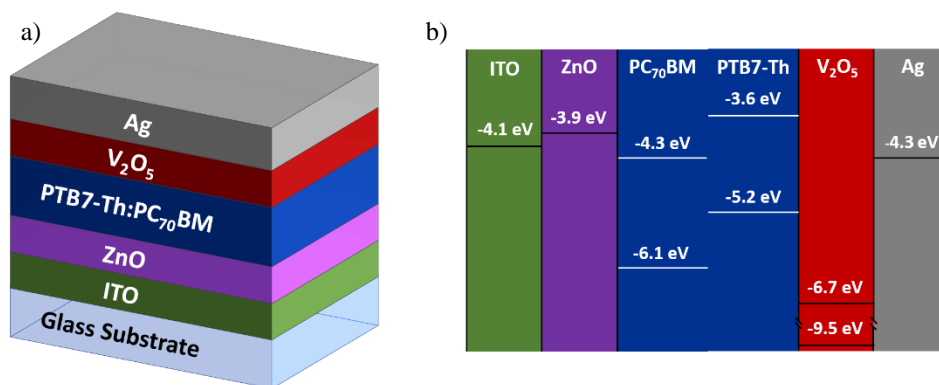 a)
Ag
V₂O₅
PTB7-Th:PC₇₀BM
ZnO
ITO
Glass Substrate
b)
ITO ZnO PC₇₀BM PTB7-Th V₂O₅ Ag
-3.6 eV
-4.1 eV -3.9 eV -4.3 eV -4.3 eV
-5.2 eV
-6.1 eV
-6.7 eV
-9.5 eV